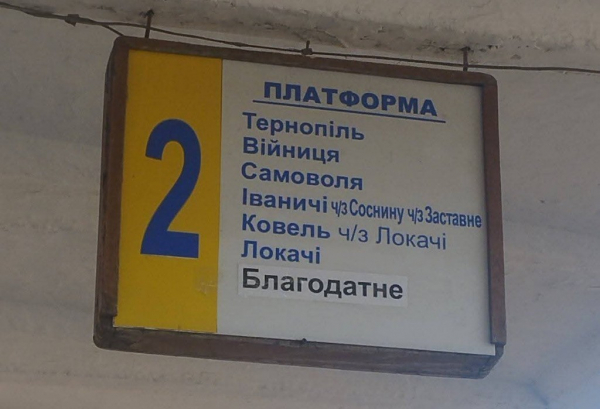 2
ПЛАТФОРМА
Тернопіль
Війниця
Самоволя
Іваничі ч/з Соснину ч/з Заставне
Ковель ч/з Локачі
Локачі
Благодатне